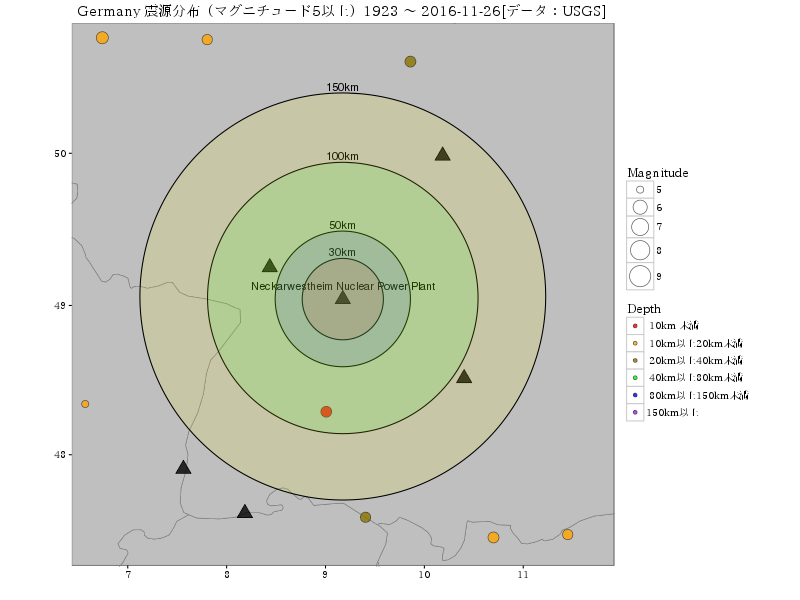 Germany 震源分布（マグニチュード5以上）1923 〜 2016-11-26[データ：USGS]
150km
100km
50km
30km
Neckarwestheim Nuclear Power Plant
50
49
48
7
8
9
10
11
Magnitude
5
6
7
8
9
Depth
10km 未満
10km以上20km未満
20km以上40km未満
40km以上80km未満
80km以上150km未満
150km以上